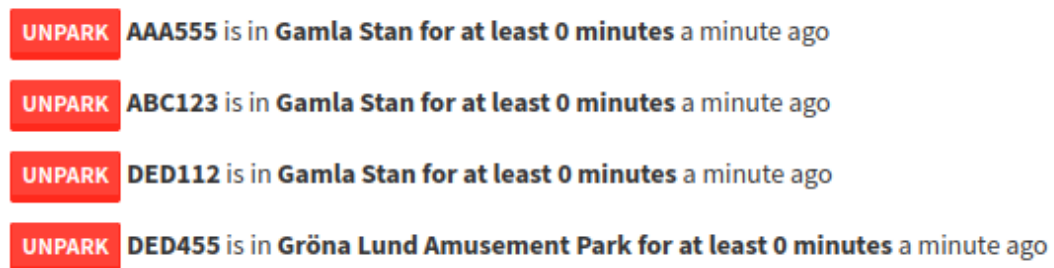 UNPARK AAA555 is in Gamla Stan for at least 0 minutes a minute ago
UNPARK ABC123 is in Gamla Stan for at least 0 minutes a minute ago
UNPARK DED112 is in Gamla Stan for at least 0 minutes a minute ago
UNPARK DED455 is in Gröna Lund Amusement Park for at least 0 minutes a minute ago